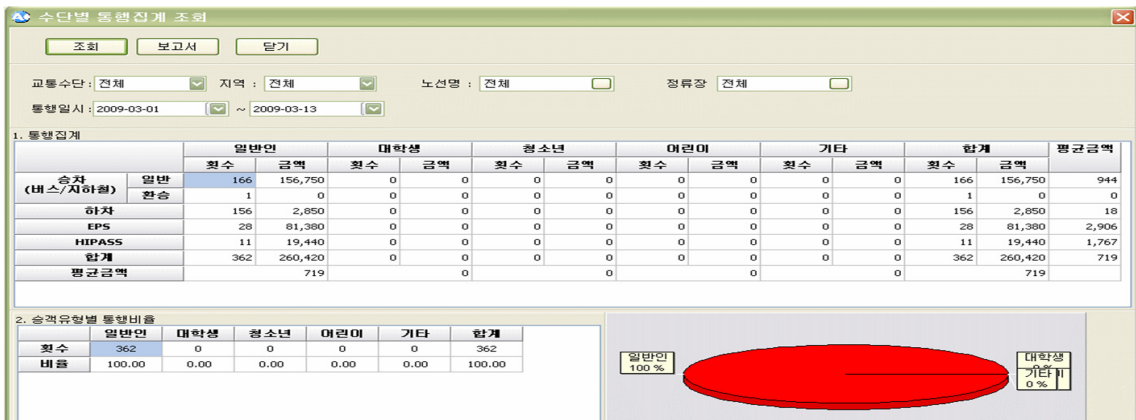 수단별 통행집계 조회
조회 보고서 닫기
교통수단 : 전체 지역 : 전체 노선명 : 전체 정류장 전체
통행일시 : 2009-03-01 ~ 2009-03-13
1. 통행집계
일반인 대학생 청소년 어린이 기타 합계 평균금액
횟수 금액 횟수 금액 횟수 금액 횟수 금액 횟수 금액 횟수 금액
승차 (버스/지하철) 일반 166 156,750 0 0 0 0 0 0 0 0 166 156,750 944
환승 1 0 0 0 0 0 0 0 0 0 1 0 0
하차 156 2,850 0 0 0 0 0 0 0 0 156 2,850 18
EPS 28 81,380 0 0 0 0 0 0 0 0 28 81,380 2,906
HIPASS 11 19,440 0 0 0 0 0 0 0 0 11 19,440 1,767
합계 362 260,420 0 0 0 0 0 0 0 0 362 260,420 719
평균금액 719 0 0 0 0 719
2. 승객유형별 통행비율
일반인 대학생 청소년 어린이 기타 합계
횟수 362 0 0 0 0 362
비율 100.00 0.00 0.00 0.00 0.00 100.00
일반인
100 %
대학생
기타
0 %